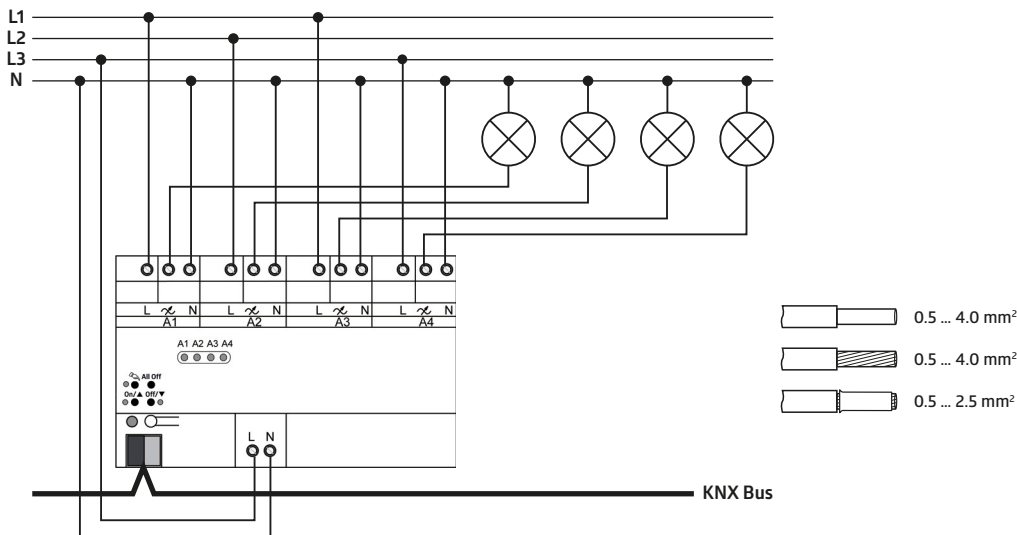 L1
L2
L3
N
L N L N L N L N
A1 A2 A3 A4
A1 A2 A3 A4
All Off
On/▲ Off/▼
L N
KNX Bus
0.5 ... 4.0 mm²
0.5 ... 4.0 mm²
0.5 ... 2.5 mm²